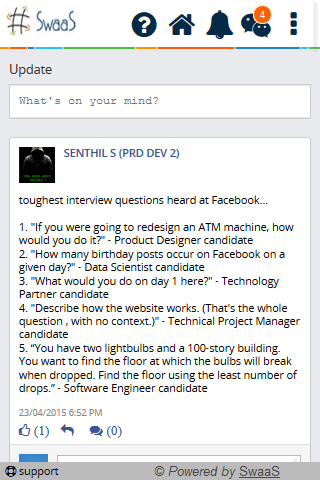 SwaaS
4
Update
What's on your mind?
SENTHIL S (PRD DEV 2)
toughest interview questions heard at Facebook...
1. "If you were going to redesign an ATM machine, how
would you do it?" - Product Designer candidate
2. "How many birthday posts occur on Facebook on a
given day?" - Data Scientist candidate
3. "What would you do on day 1 here?" - Technology
Partner candidate
4. "Describe how the website works. (That's the whole
question , with no context.)" - Technical Project Manager
candidate
5. “You have two lightbulbs and a 100-story building.
You want to find the floor at which the bulbs will break
when dropped. Find the floor using the least number of
drops.” - Software Engineer candidate
23/04/2015 6:52 PM
(1) (0)
support © Powered by SwaaS